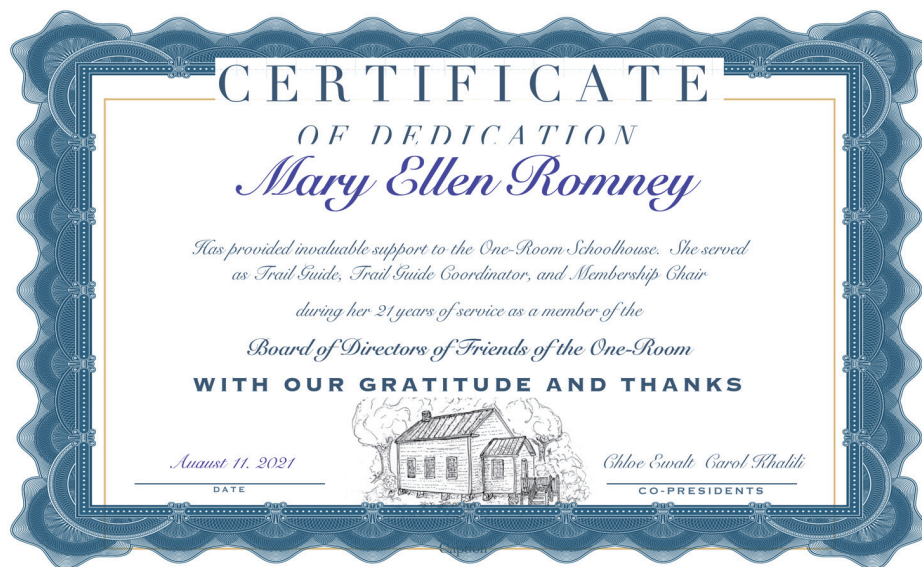 CERTIFICATE
OF DEDICATION
Mary Ellen Romney
Has provided invaluable support to the One-Room Schoolhouse. She served
as Trail Guide, Trail Guide Coordinator, and Membership Chair
during her 21 years of service as a member of the
Board of Directors of Friends of the One-Room
WITH OUR GRATITUDE AND THANKS
August 11, 2021
Chloe Ewalt Carol Khalili
DATE
CO-PRESIDENTS
Caption